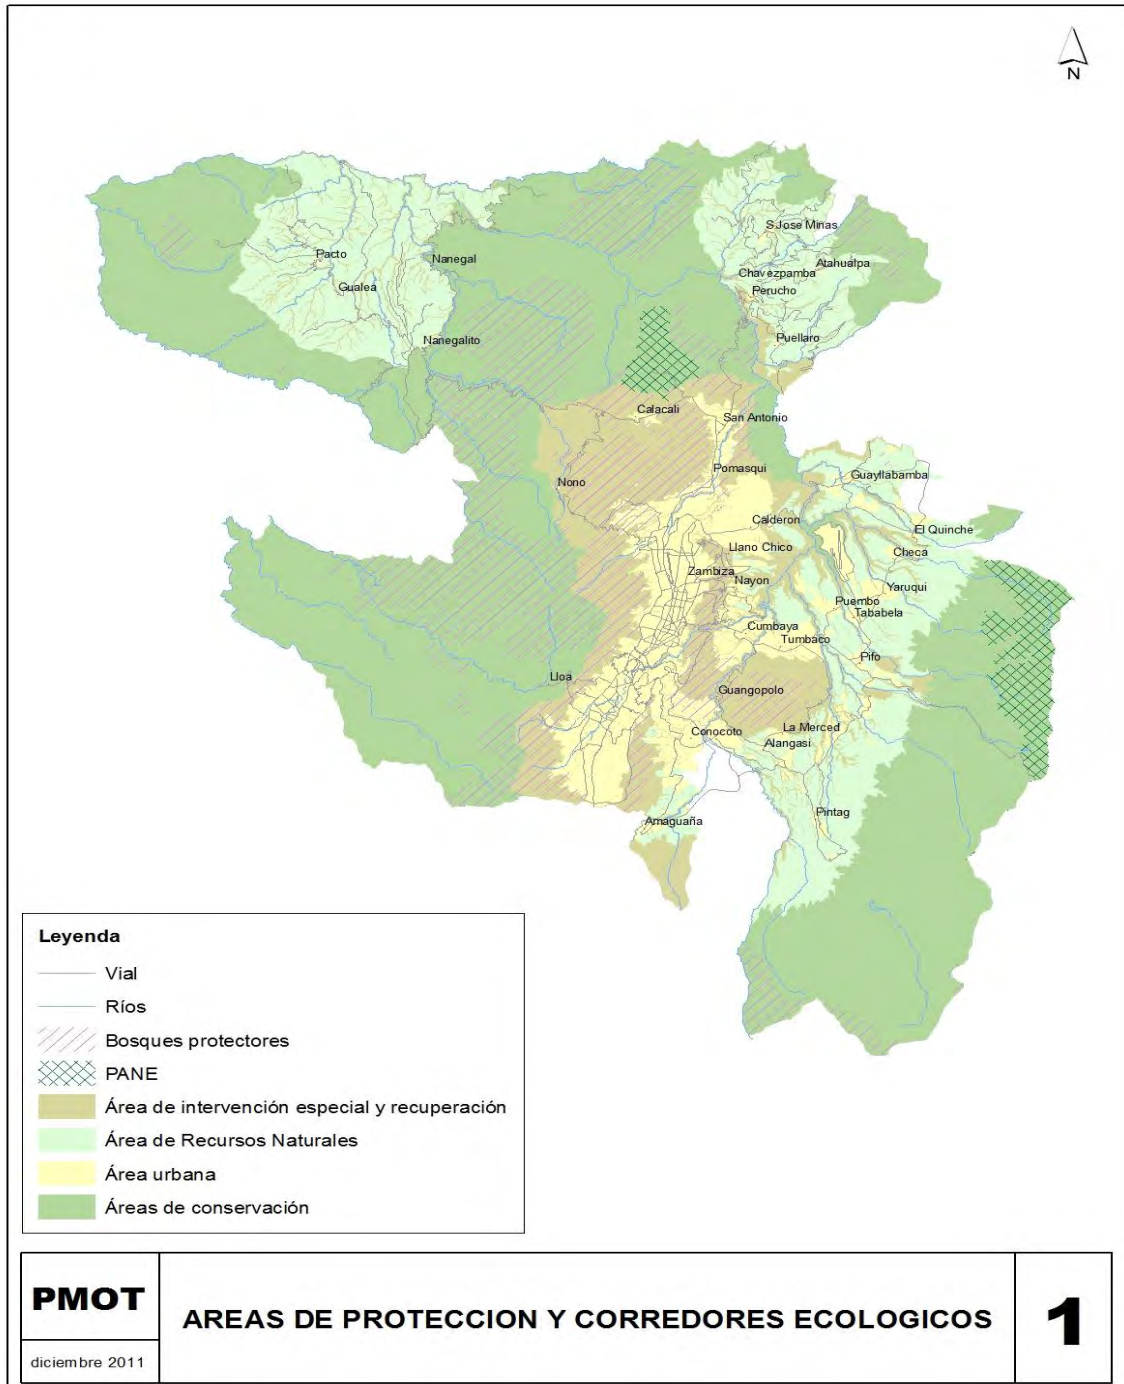 N
S.Jose Minas
Pacto
Nanegal
Atahualpa
Chavezpamba
Gualea
Perucho
Nanegalito
Puellaro
Calacali
San Antonio
Pomasqui
Guayllabamba
Nono
Calderon
El Quinche
Llano Chico
Checa
Zambiza
Nayon
Yaruqui
Puembo
Tababela
Cumbaya
Tumbaco
Pifo
Lloa
Guangopolo
La Merced
Conocoto
Alangasi
Pintag
Amaguaña
Leyenda
Vial
Ríos
Bosques protectores
PANE
Área de intervención especial y recuperación
Área de Recursos Naturales
Área urbana
Áreas de conservación
PMOT
diciembre 2011
AREAS DE PROTECCION Y CORREDORES ECOLOGICOS
1